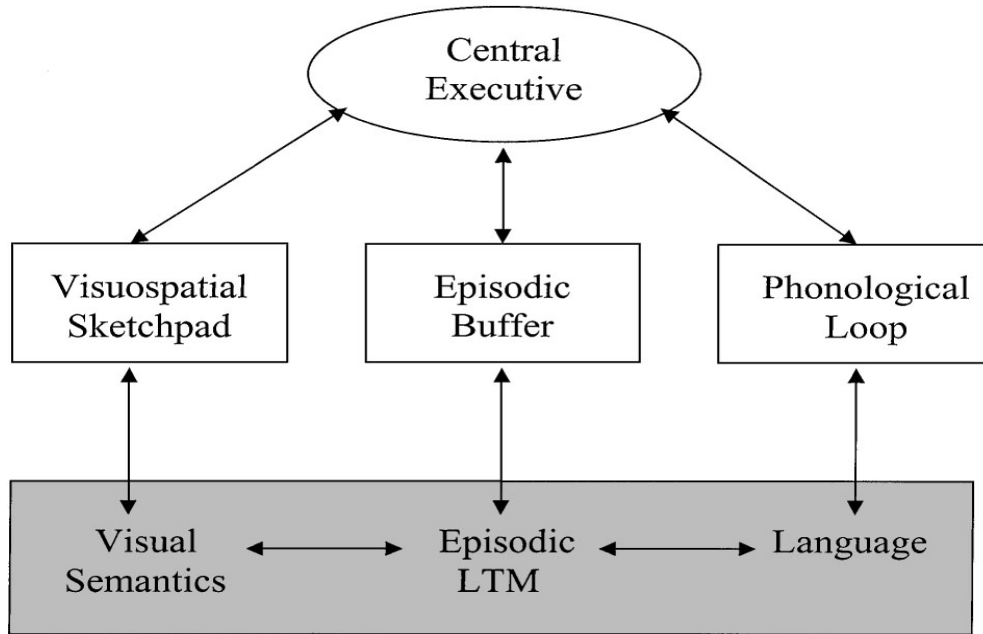 Central
Executive
Visuospatial
Sketchpad
Episodic
Buffer
Phonological
Loop
Visual
Semantics
Episodic
LTM
Language